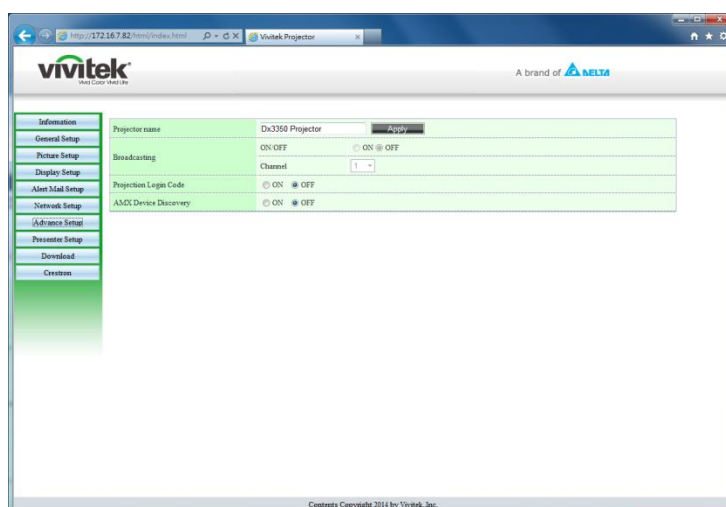 http://172.16.7.82/html/index.html
Vivitek Projector
vivitek
Vivid Color Vivid Life
A brand of DELTA
Information
General Setup
Picture Setup
Display Setup
Alert Mail Setup
Network Setup
Advance Setup
Presenter Setup
Download
Crestron
Projector name Dx3350 Projector Apply
Broadcasting ON/OFF ON OFF
Channel 1
Projection Login Code ON OFF
AMX Device Discovery ON OFF
Contents Copyright 2014 by Vivitek, Inc.